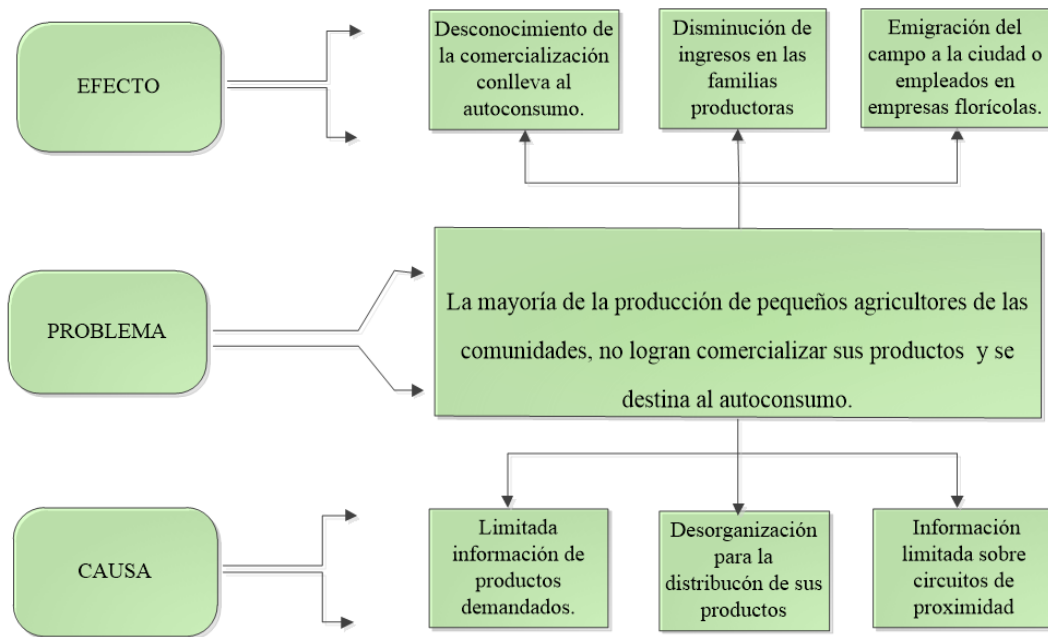 EFECTO
Desconocimiento de
la comercialización
conlleva al
autoconsumo.
Disminución de
ingresos en las
familias
productoras
Emigración del
campo a la ciudad o
empleados en
empresas florícolas.
PROBLEMA
La mayoría de la producción de pequeños agricultores de las
comunidades, no logran comercializar sus productos y se
destina al autoconsumo.
CAUSA
Limitada
información de
productos
demandados.
Desorganización
para la
distribucón de sus
productos
Información
limitada sobre
circuitos de
proximidad